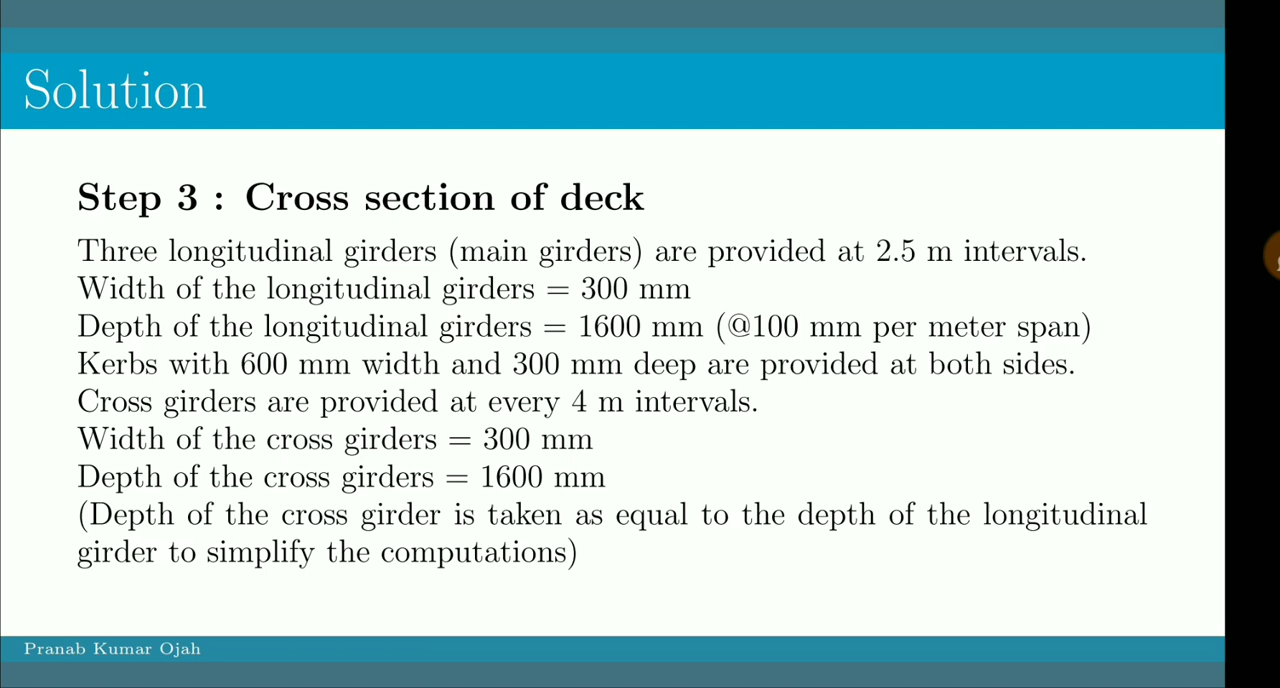 Solution
Step 3 : Cross section of deck
Three longitudinal girders (main girders) are provided at 2.5 m intervals.
Width of the longitudinal girders = 300 mm
Depth of the longitudinal girders = 1600 mm (@100 mm per meter span)
Kerbs with 600 mm width and 300 mm deep are provided at both sides.
Cross girders are provided at every 4 m intervals.
Width of the cross girders = 300 mm
Depth of the cross girders = 1600 mm
(Depth of the cross girder is taken as equal to the depth of the longitudinal
girder to simplify the computations)
Pranab Kumar Ojah